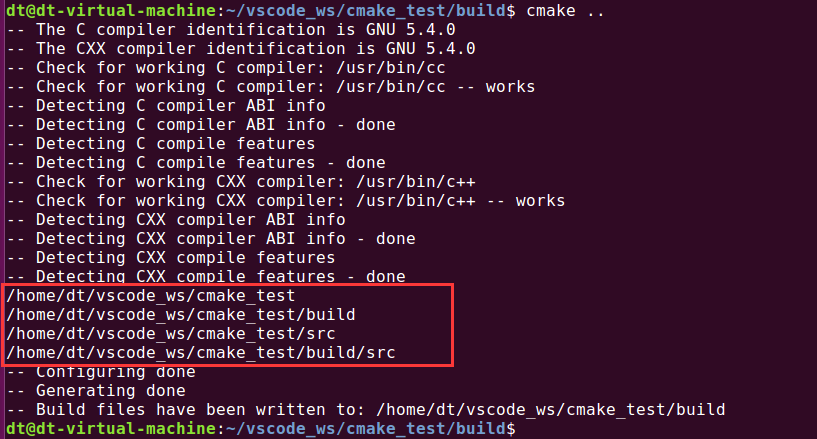 dt@dt-virtual-machine:~/vscode_ws/cmake_test/build$ cmake ..
-- The C compiler identification is GNU 5.4.0
-- The CXX compiler identification is GNU 5.4.0
-- Check for working C compiler: /usr/bin/cc
-- Check for working C compiler: /usr/bin/cc -- works
-- Detecting C compiler ABI info
-- Detecting C compiler ABI info - done
-- Detecting C compile features
-- Detecting C compile features - done
-- Check for working CXX compiler: /usr/bin/c++
-- Check for working CXX compiler: /usr/bin/c++ -- works
-- Detecting CXX compiler ABI info
-- Detecting CXX compiler ABI info - done
-- Detecting CXX compile features
-- Detecting CXX compile features - done
/home/dt/vscode_ws/cmake_test
/home/dt/vscode_ws/cmake_test/build
/home/dt/vscode_ws/cmake_test/src
/home/dt/vscode_ws/cmake_test/build/src
-- Configuring done
-- Generating done
-- Build files have been written to: /home/dt/vscode_ws/cmake_test/build
dt@dt-virtual-machine:~/vscode_ws/cmake_test/build$